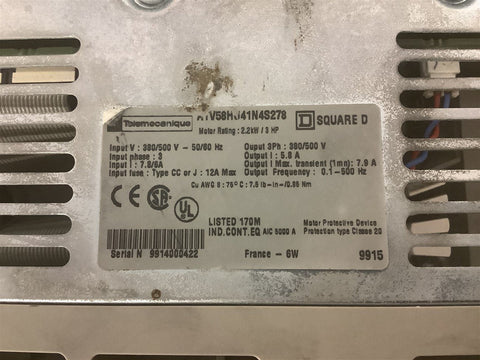 Telemecanique ATV58HU41N4S278 SQUARE D
Motor Rating : 2.2kW / 3 HP
Input V : 380/500 V - 50/60 Hz Ouput 3Ph : 380/500 V
Input phase : 3 Output I : 5.8 A
Input I : 7.8/6A Output I Max. transient (1mn) : 7.9 A
Input fuse : Type CC or J : 12A Max Output Frequency : 0.1-500 Hz
Cu AWG 8 : 75°C : 7.5 lb-in-/0.85 Nm
LISTED 170M Motor Protective Device
IND.CONT.EQ AIC 5000 A Protection type Classe 20
Serial N 9914000422 France - 6W 9915